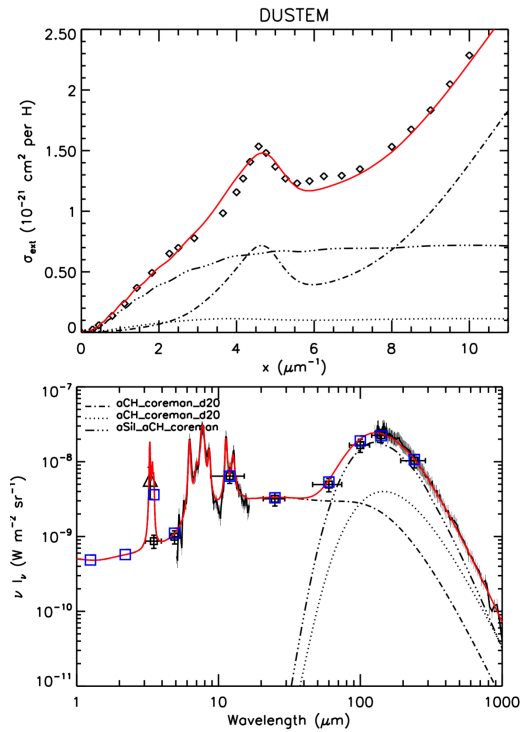 DUSTEM
2.50
2.00
1.50
1.00
0.50
0
σext (10⁻²¹ cm² per H)
0 2 4 6 8 10
x (μm⁻¹)
10⁻⁷
10⁻⁸
10⁻⁹
10⁻¹⁰
10⁻¹¹
ν Iν (W m⁻² sr⁻¹)
aCH_coreman_d20
aCH_coreman_d20
aSil_aCH_coreman
1 10 100 1000
Wavelength (μm)